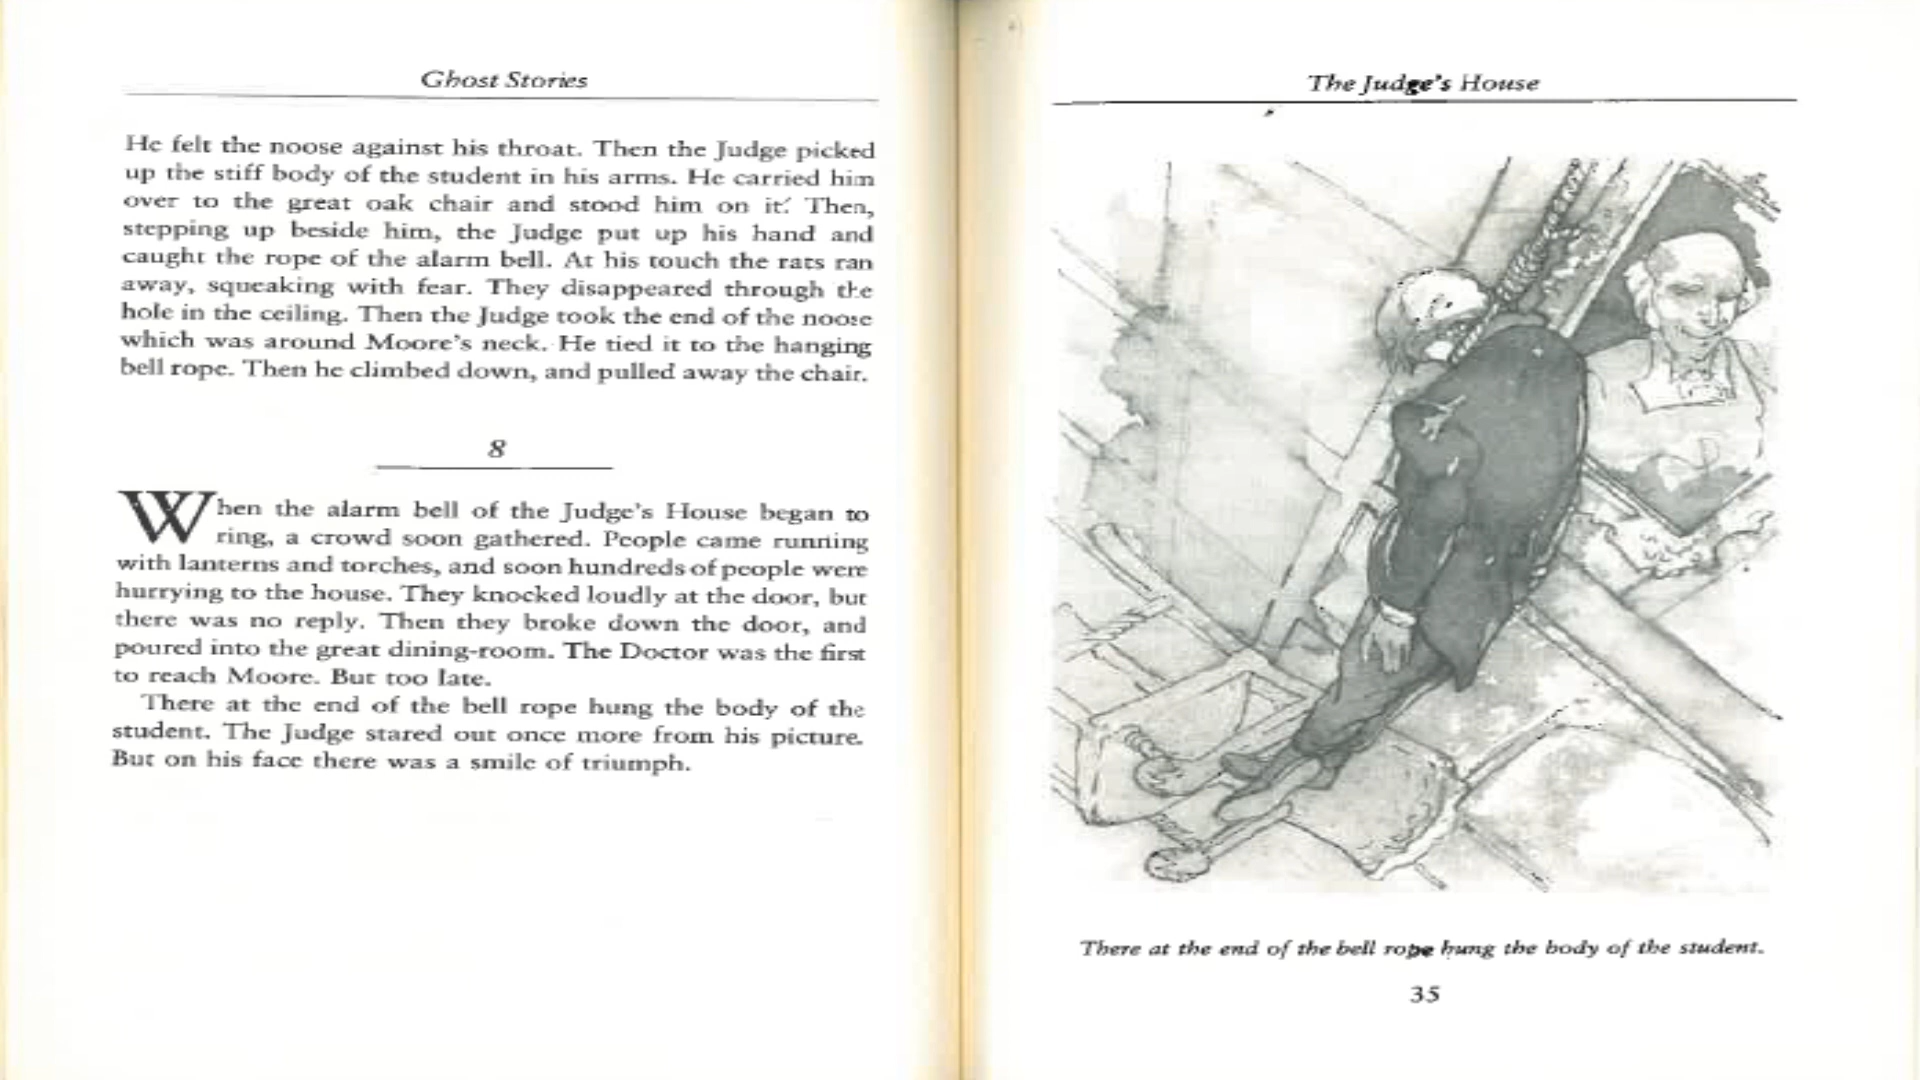 Ghost Stories
He felt the noose against his throat. Then the Judge picked
up the stiff body of the student in his arms. He carried him
over to the great oak chair and stood him on it. Then,
stepping up beside him, the Judge put up his hand and
caught the rope of the alarm bell. At his touch the rats ran
away, squeaking with fear. They disappeared through the
hole in the ceiling. Then the Judge took the end of the noose
which was around Moore's neck. He tied it to the hanging
bell rope. Then he climbed down, and pulled away the chair.
8
When the alarm bell of the Judge's House began to
ring, a crowd soon gathered. People came running
with lanterns and torches, and soon hundreds of people were
hurrying to the house. They knocked loudly at the door, but
there was no reply. Then they broke down the door, and
poured into the great dining-room. The Doctor was the first
to reach Moore. But too late.
There at the end of the bell rope hung the body of the
student. The Judge stared out once more from his picture.
But on his face there was a smile of triumph.
The Judge's House
There at the end of the bell rope hung the body of the student.
35